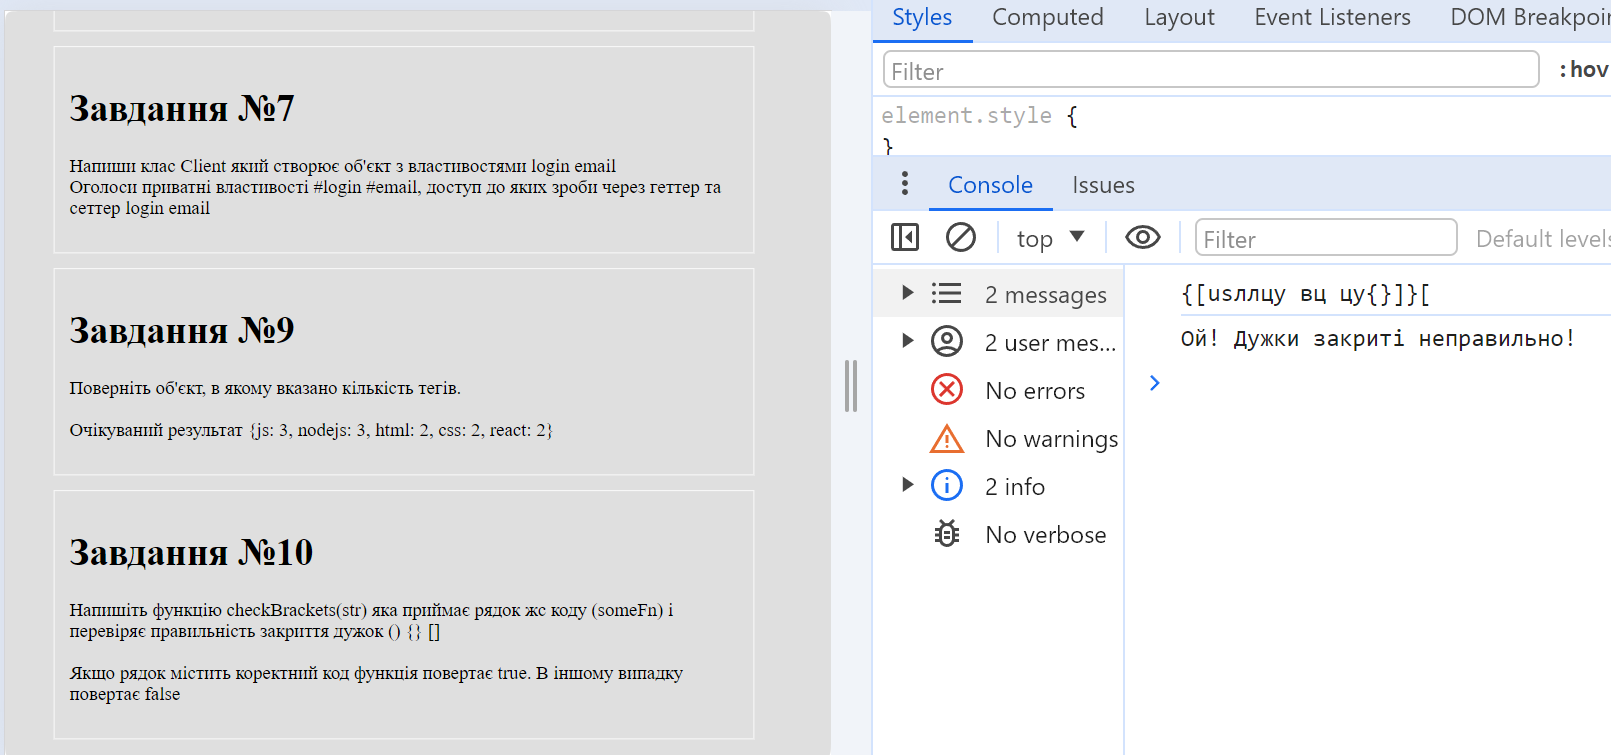 Завдання №7
Напиши клас Client який створює об'єкт з властивостями login email
Оголоси приватні властивості #login #email, доступ до яких зроби через геттер та
сеттер login email
Завдання №9
Поверніть об'єкт, в якому вказано кількість тегів.
Очікуваний результат {js: 3, nodejs: 3, html: 2, css: 2, react: 2}
Завдання №10
Напишіть функцію checkBrackets(str) яка приймає рядок жс коду (someFn) і
перевіряє правильність закриття дужок () {} []
Якщо рядок містить коректний код функція повертає true. В іншому випадку
повертає false
Styles Computed Layout Event Listeners DOM Breakpoin
Filter :hov
element.style {
}
Console Issues
top Filter Default levels
2 messages
2 user mes...
No errors
No warnings
2 info
No verbose
{[usллцу вц цу{}]}[
Ой! Дужки закриті неправильно!